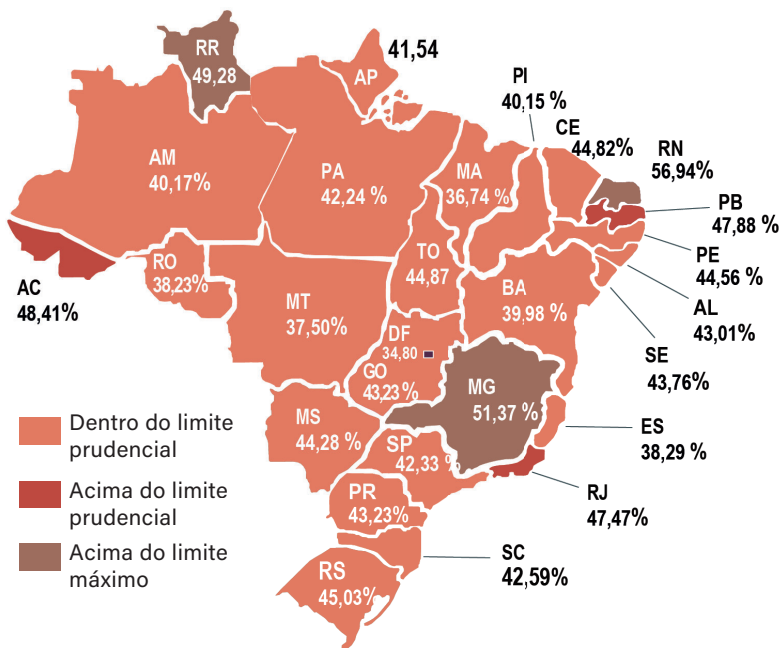 RR
49,28
41,54
AP
PI
40,15 %
CE
44,82%
RN
56,94%
AM
40,17%
PA
42,24 %
MA
36,74 %
PB
47,88 %
TO
44,87
PE
44,56 %
AC
48,41%
RO
38,23%
MT
37,50%
BA
39,98 %
AL
43,01%
SE
43,76%
DF
34,80
GO
43,23%
MG
51,37 %
MS
44,28 %
SP
42,33 %
ES
38,29 %
RJ
47,47%
PR
43,23%
SC
42,59%
RS
45,03%
Dentro do limite
prudencial
Acima do limite
prudencial
Acima do limite
máximo